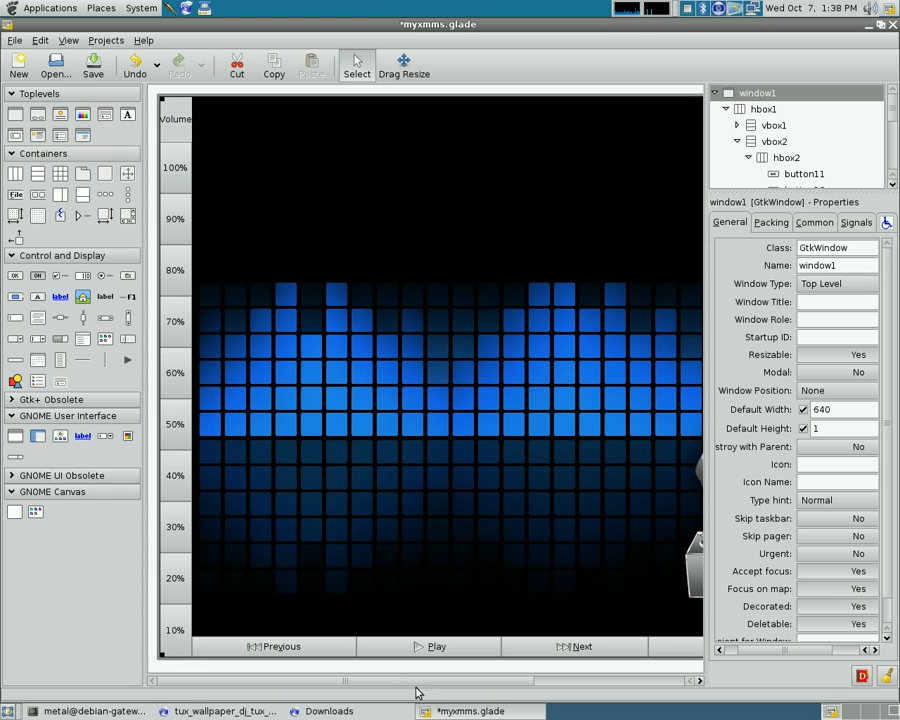 Applications Places System Wed Oct 7, 1:38 PM
*myxmms.glade
File Edit View Projects Help
New Open... Save Undo Redo Cut Copy Paste Select Drag Resize
Toplevels
A
Containers
File
Control and Display
OK ON
A label label F1
Gtk+ Obsolete
GNOME User Interface
label
GNOME UI Obsolete
GNOME Canvas
Volume
100%
90%
80%
70%
60%
50%
40%
30%
20%
10%
Previous Play Next
window1
hbox1
vbox1
vbox2
hbox2
button11
window1 [GtkWindow] - Properties
General Packing Common Signals
Class: GtkWindow
Name: window1
Window Type: Top Level
Window Title:
Window Role:
Startup ID:
Resizable: Yes
Modal: No
Window Position: None
Default Width: 640
Default Height: 1
stroy with Parent: No
Icon:
Icon Name:
Type hint: Normal
Skip taskbar: No
Skip pager: No
Urgent: No
Accept focus: Yes
Focus on map: Yes
Decorated: Yes
Deletable: Yes
D
metal@debian-gatew... tux_wallpaper_dj_tux_... Downloads *myxmms.glade